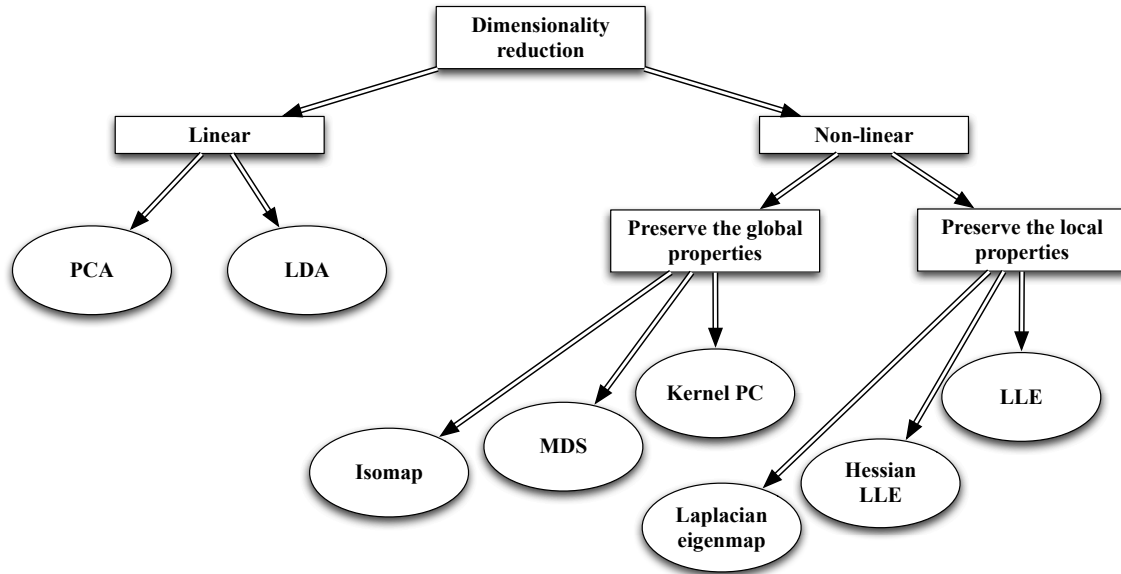 Dimensionality
reduction
Linear
Non-linear
Preserve the global
properties
Preserve the local
properties
PCA
LDA
Kernel PC
LLE
MDS
Isomap
Hessian
LLE
Laplacian
eigenmap